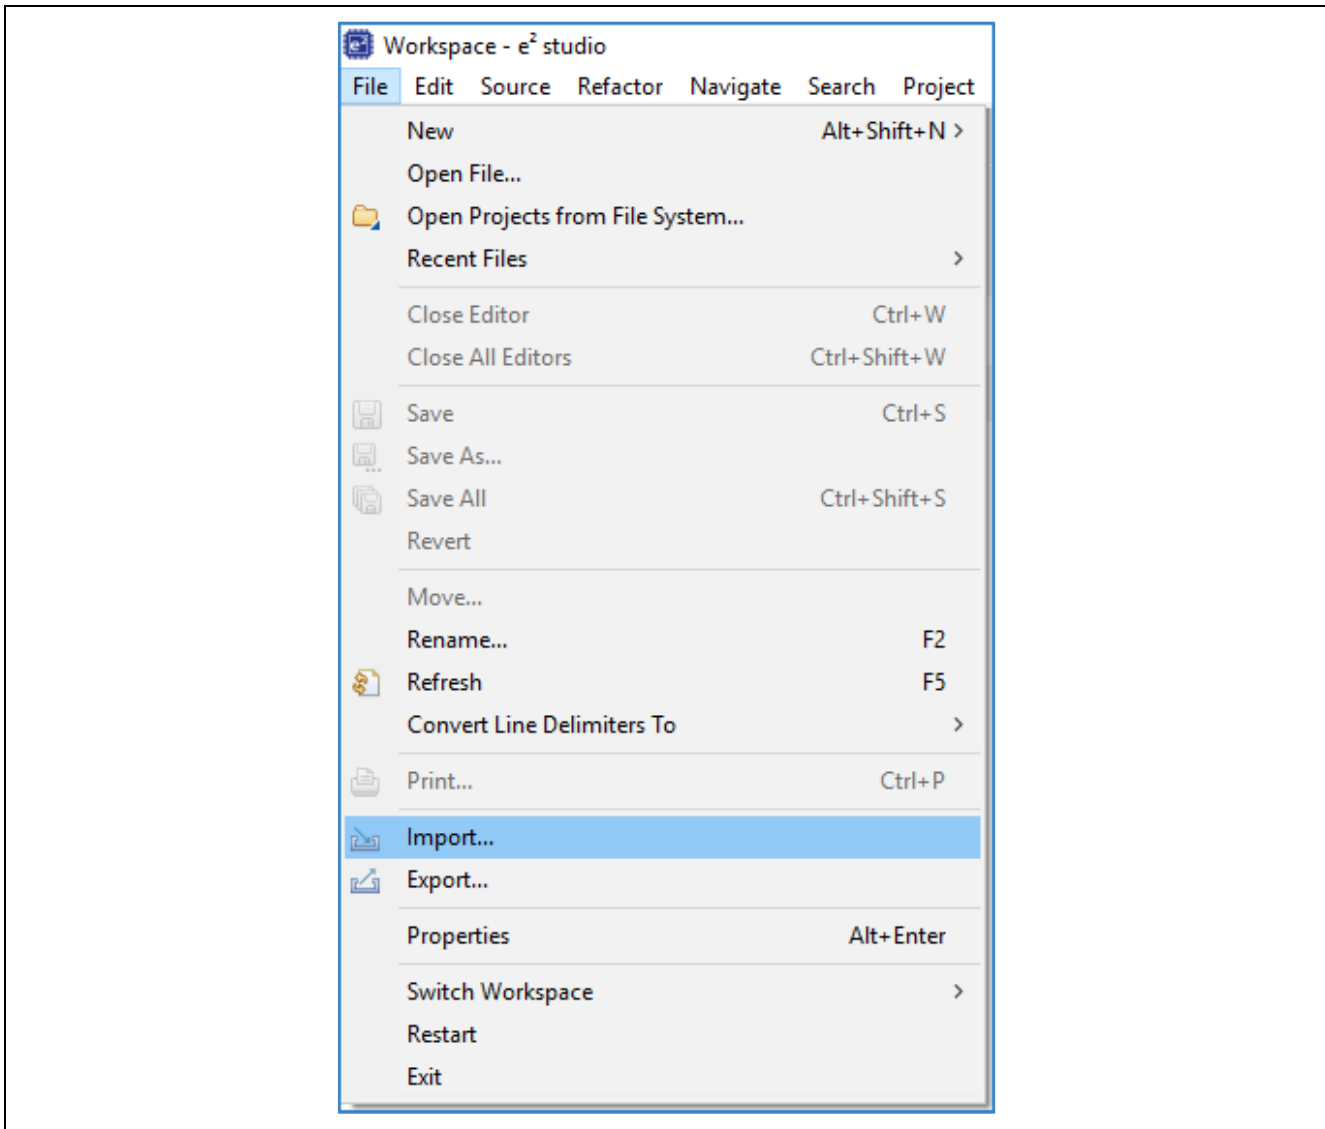 Workspace - e² studio
File Edit Source Refactor Navigate Search Project
New Alt+Shift+N >
Open File...
Open Projects from File System...
Recent Files >
Close Editor Ctrl+W
Close All Editors Ctrl+Shift+W
Save Ctrl+S
Save As...
Save All Ctrl+Shift+S
Revert
Move...
Rename... F2
Refresh F5
Convert Line Delimiters To >
Print... Ctrl+P
Import...
Export...
Properties Alt+Enter
Switch Workspace >
Restart
Exit